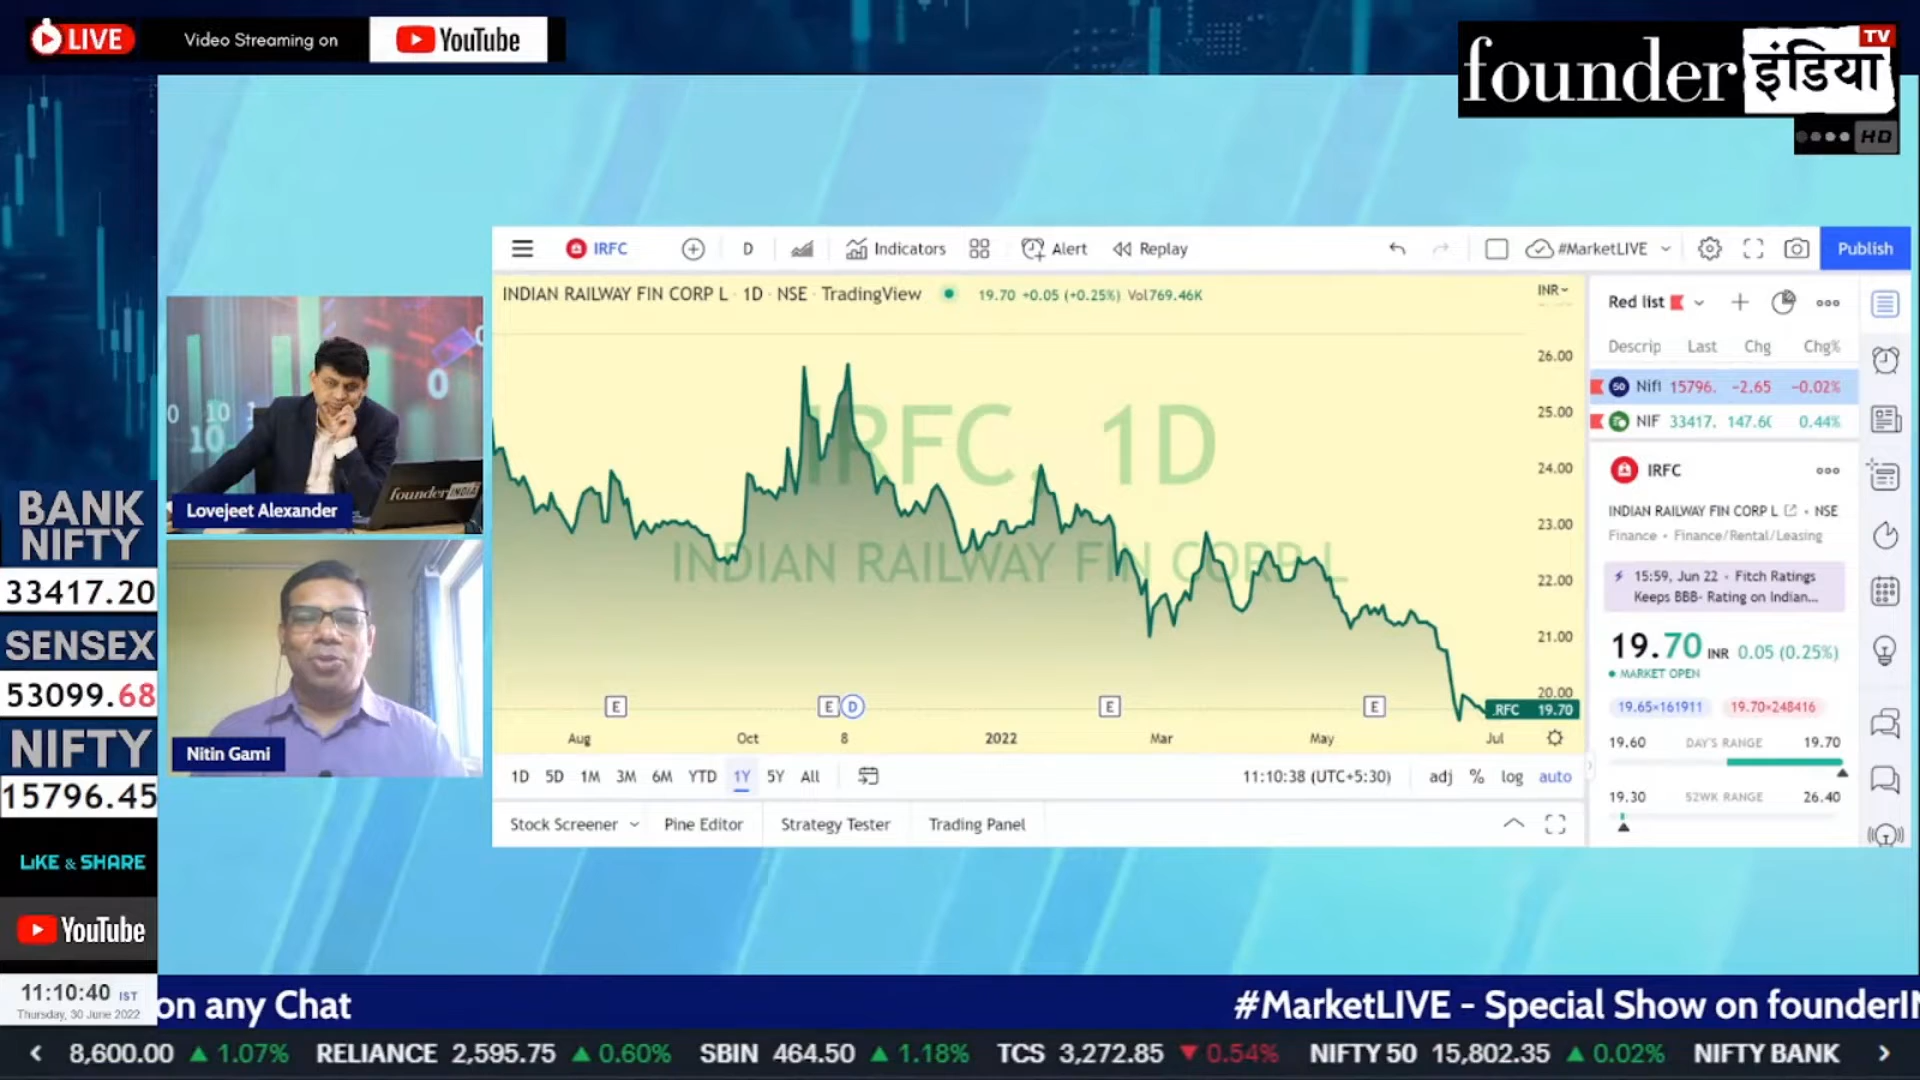 LIVE
Video Streaming on
YouTube
founder इंडिया TV
HD
IRFC
D
Indicators
Alert
Replay
#MarketLIVE
Publish
INDIAN RAILWAY FIN CORP L · 1D · NSE · TradingView
19.70 +0.05 (+0.25%) Vol769.46K
INR
IRFC, 1D
INDIAN RAILWAY FIN CORP L
26.00
25.00
24.00
23.00
22.00
21.00
20.00
19.70
E
E
D
E
E
Aug
Oct
8
2022
Mar
May
Jul
1D 5D 1M 3M 6M YTD 1Y 5Y All
11:10:38 (UTC+5:30)
adj % log auto
Stock Screener
Pine Editor
Strategy Tester
Trading Panel
Red list
Descrip Last Chg Chg%
50 Nifi 15796. −2.65 −0.02%
NIF 33417. 147.60 0.44%
IRFC
INDIAN RAILWAY FIN CORP L • NSE
Finance • Finance/Rental/Leasing
15:59, Jun 22 • Fitch Ratings
Keeps BBB- Rating on Indian...
19.70 INR 0.05 (0.25%)
MARKET OPEN
19.65×161911
19.70×248416
19.60 DAY'S RANGE 19.70
19.30 52WK RANGE 26.40
founder INDIA
Lovejeet Alexander
Nitin Gami
BANK
NIFTY
33417.20
SENSEX
53099.68
NIFTY
15796.45
LIKE & SHARE
YouTube
11:10:40 IST
Thursday, 30 June 2022
on any Chat
#MarketLIVE - Special Show on founderIN
8,600.00 ▲ 1.07% RELIANCE 2,595.75 ▲ 0.60% SBIN 464.50 ▲ 1.18% TCS 3,272.85 ▼ 0.54% NIFTY 50 15,802.35 ▲ 0.02% NIFTY BANK